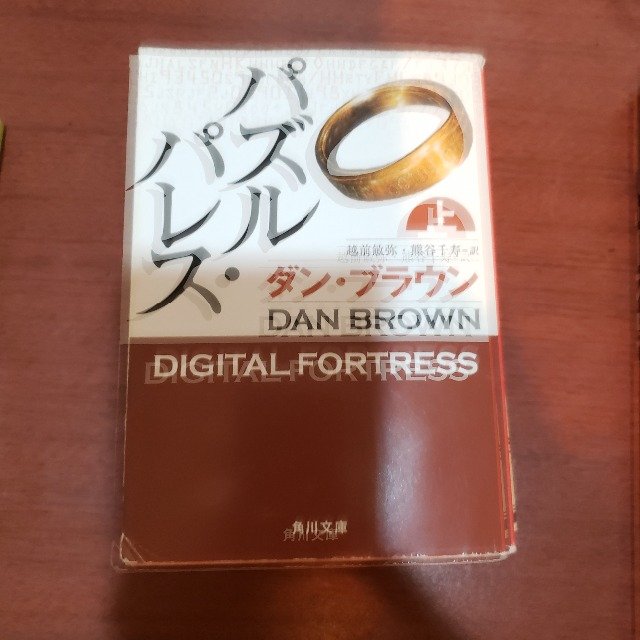 パズル・
パレス
上
越前敏弥・熊谷千寿=訳
ダン・ブラウン
DAN BROWN
DIGITAL FORTRESS
角川文庫